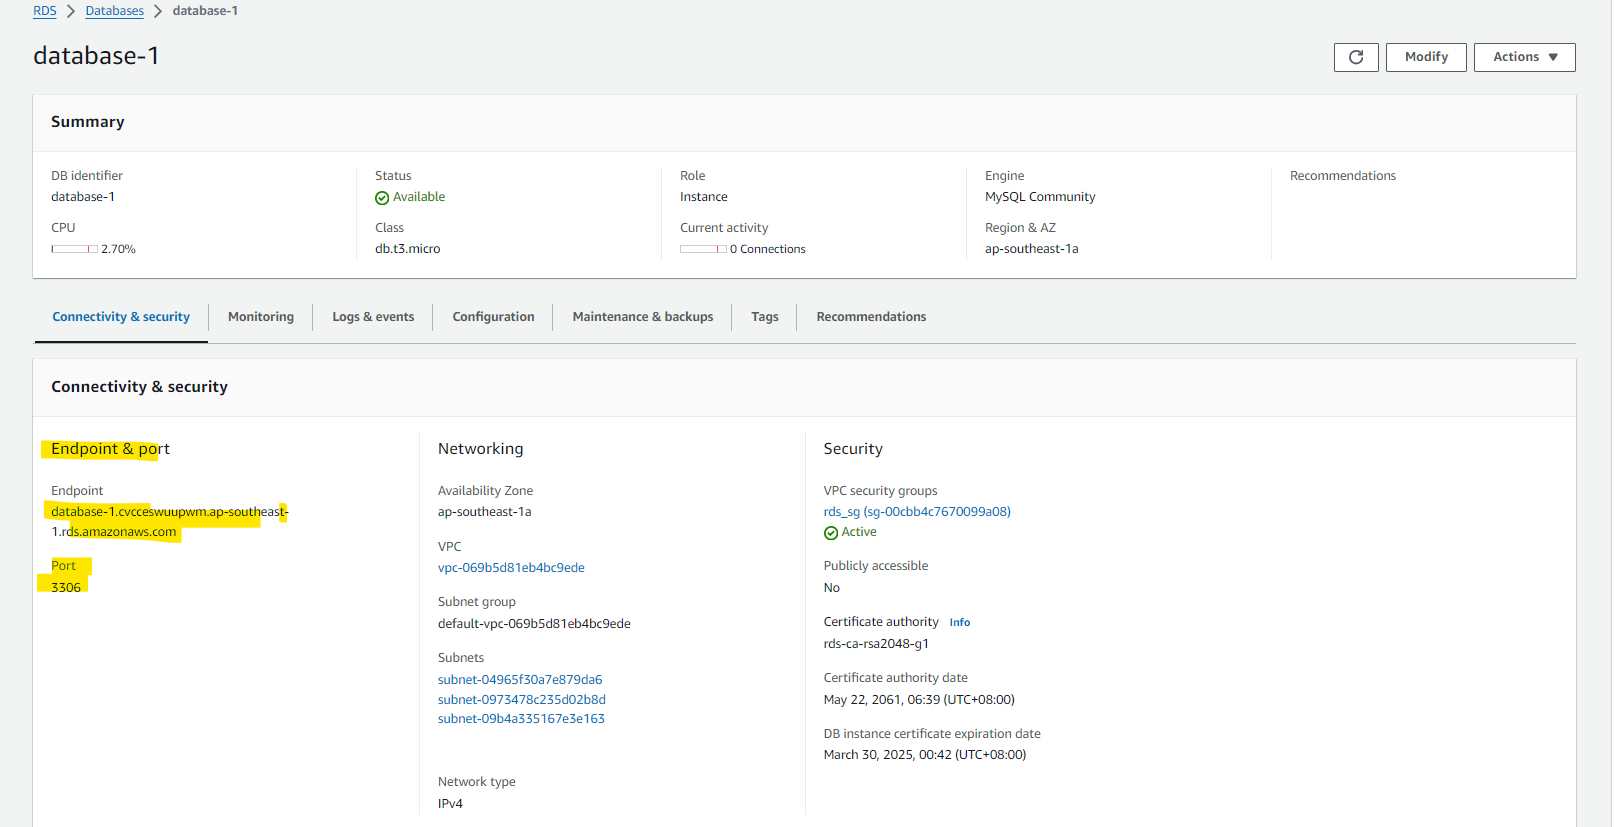 RDS > Databases > database-1
database-1
Modify
Actions ▼
Summary
DB identifier
database-1
CPU
2.70%
Status
Available
Class
db.t3.micro
Role
Instance
Current activity
0 Connections
Engine
MySQL Community
Region & AZ
ap-southeast-1a
Recommendations
Connectivity & security
Monitoring
Logs & events
Configuration
Maintenance & backups
Tags
Recommendations
Connectivity & security
Endpoint & port
Endpoint
database-1.cvcceswuupwm.ap-southeast-
1.rds.amazonaws.com
Port
3306
Networking
Availability Zone
ap-southeast-1a
VPC
vpc-069b5d81eb4bc9ede
Subnet group
default-vpc-069b5d81eb4bc9ede
Subnets
subnet-04965f30a7e879da6
subnet-0973478c235d02b8d
subnet-09b4a335167e3e163
Network type
IPv4
Security
VPC security groups
rds_sg (sg-00cbb4c7670099a08)
Active
Publicly accessible
No
Certificate authority Info
rds-ca-rsa2048-g1
Certificate authority date
May 22, 2061, 06:39 (UTC+08:00)
DB instance certificate expiration date
March 30, 2025, 00:42 (UTC+08:00)